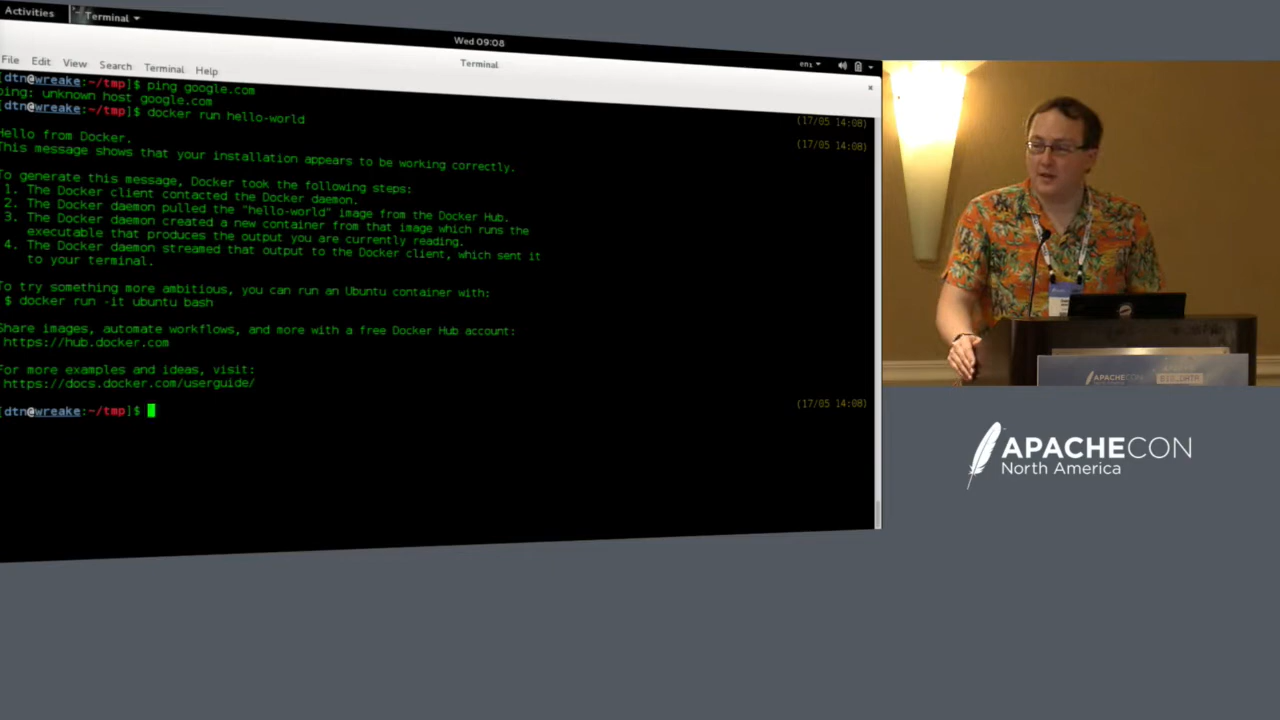 Activities
Terminal
Wed 09:08
Terminal
en1
File Edit View Search Terminal Help
[dtn@wreake:~/tmp]$ ping google.com
ping: unknown host google.com
[dtn@wreake:~/tmp]$ docker run hello-world
(17/05 14:08)
(17/05 14:08)
Hello from Docker.
This message shows that your installation appears to be working correctly.
To generate this message, Docker took the following steps:
1. The Docker client contacted the Docker daemon.
2. The Docker daemon pulled the "hello-world" image from the Docker Hub.
3. The Docker daemon created a new container from that image which runs the
executable that produces the output you are currently reading.
4. The Docker daemon streamed that output to the Docker client, which sent it
to your terminal.
To try something more ambitious, you can run an Ubuntu container with:
$ docker run -it ubuntu bash
Share images, automate workflows, and more with a free Docker Hub account:
https://hub.docker.com
For more examples and ideas, visit:
https://docs.docker.com/userguide/
[dtn@wreake:~/tmp]$
(17/05 14:08)
APACHECON
BIG_DATA
APACHECON
North America